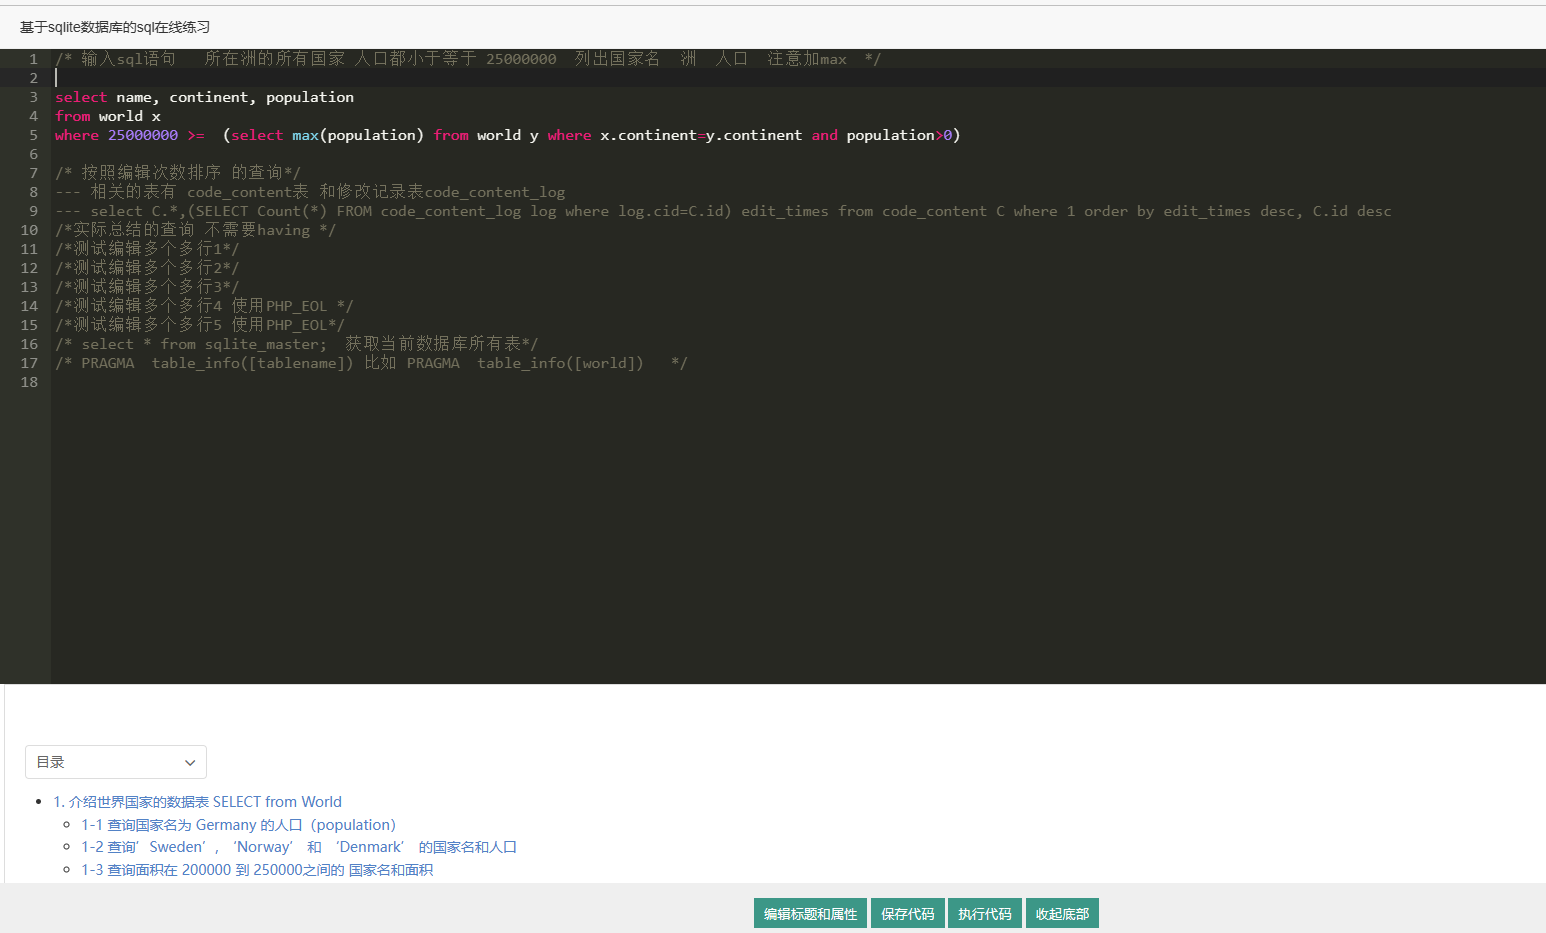 基于sqlite数据库的sql在线练习
1 /* 输入sql语句   所在洲的所有国家 人口都小于等于 25000000  列出国家名  洲  人口  注意加max  */
2
3 select name, continent, population
4 from world x
5 where 25000000 >=  (select max(population) from world y where x.continent=y.continent and population>0)
6
7 /* 按照编辑次数排序 的查询*/
8 --- 相关的表有 code_content表 和修改记录表code_content_log
9 --- select C.*,(SELECT Count(*) FROM code_content_log log where log.cid=C.id) edit_times from code_content C where 1 order by edit_times desc, C.id desc
10 /*实际总结的查询 不需要having */
11 /*测试编辑多个多行1*/
12 /*测试编辑多个多行2*/
13 /*测试编辑多个多行3*/
14 /*测试编辑多个多行4 使用PHP_EOL */
15 /*测试编辑多个多行5 使用PHP_EOL*/
16 /* select * from sqlite_master;  获取当前数据库所有表*/
17 /* PRAGMA  table_info([tablename]) 比如 PRAGMA  table_info([world])   */
18
目录
1. 介绍世界国家的数据表 SELECT from World
1-1 查询国家名为 Germany 的人口（population）
1-2 查询’Sweden’, ‘Norway’ 和 ‘Denmark’ 的国家名和人口
1-3 查询面积在 200000 到 250000之间的 国家名和面积
编辑标题和属性 保存代码 执行代码 收起底部